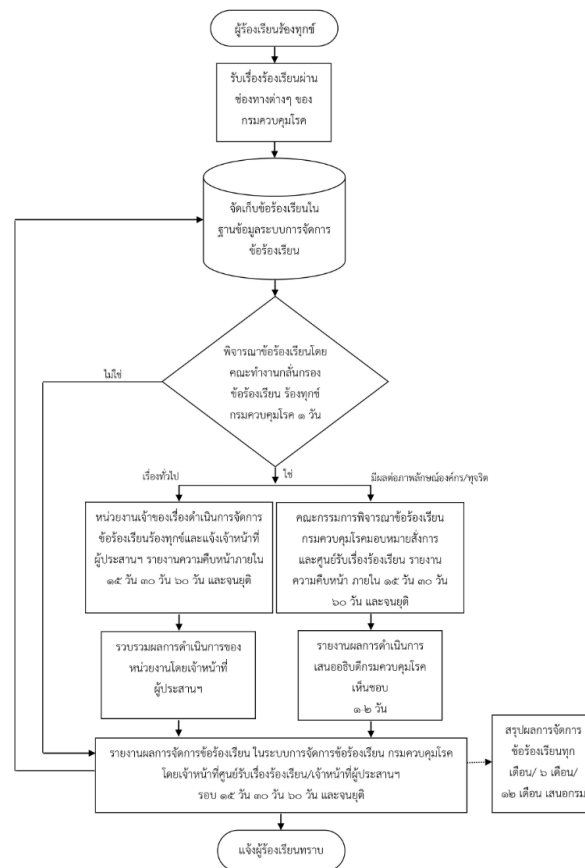 ผู้ร้องเรียนร้องทุกข์
รับเรื่องร้องเรียนผ่าน
ช่องทางต่างๆ ของ
กรมควบคุมโรค
จัดเก็บข้อร้องเรียนใน
ฐานข้อมูลระบบการจัดการ
ข้อร้องเรียน
พิจารณาข้อร้องเรียนโดย
คณะทำงานกลั่นกรอง
ข้อร้องเรียน ร้องทุกข์
กรมควบคุมโรค ๑ วัน
ไม่ใช่
เรื่องทั่วไป
ใช่
มีผลต่อภาพลักษณ์องค์กร/ทุจริต
หน่วยงานเจ้าของเรื่องดำเนินการจัดการ
ข้อร้องเรียนร้องทุกข์และแจ้งเจ้าหน้าที่
ผู้ประสานฯ รายงานความคืบหน้าภายใน
๑๕ วัน ๓๐ วัน ๖๐ วัน และจนยุติ
คณะกรรมการพิจารณาข้อร้องเรียน
กรมควบคุมโรคมอบหมายสั่งการ
และศูนย์รับเรื่องร้องเรียน รายงาน
ความคืบหน้า ภายใน ๑๕ วัน ๓๐ วัน
๖๐ วัน และจนยุติ
รวบรวมผลการดำเนินการของ
หน่วยงานโดยเจ้าหน้าที่
ผู้ประสานฯ
รายงานผลการดำเนินการ
เสนออธิบดีกรมควบคุมโรค
เห็นชอบ
๑-๒ วัน
รายงานผลการจัดการข้อร้องเรียน ในระบบการจัดการข้อร้องเรียน กรมควบคุมโรค
โดยเจ้าหน้าที่ศูนย์รับเรื่องร้องเรียน/เจ้าหน้าที่ผู้ประสานฯ
รอบ ๑๕ วัน ๓๐ วัน ๖๐ วัน และจนยุติ
สรุปผลการจัดการ
ข้อร้องเรียนทุก
เดือน/ ๖ เดือน/
๑๒ เดือน เสนอกรม
แจ้งผู้ร้องเรียนทราบ